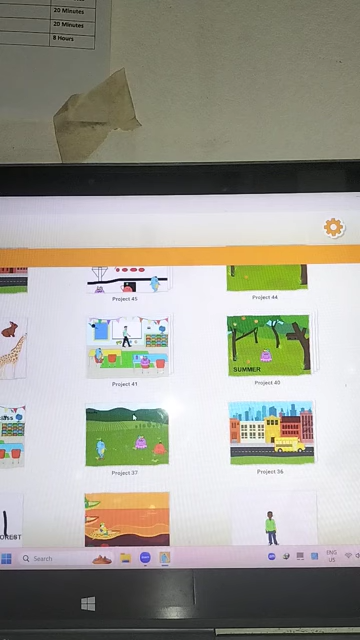 20 Minutes
20 Minutes
8 Hours
Project 45
Project 44
Project 41
SUMMER
Project 40
Project 37
Project 36
OREST
Search
ENG
US